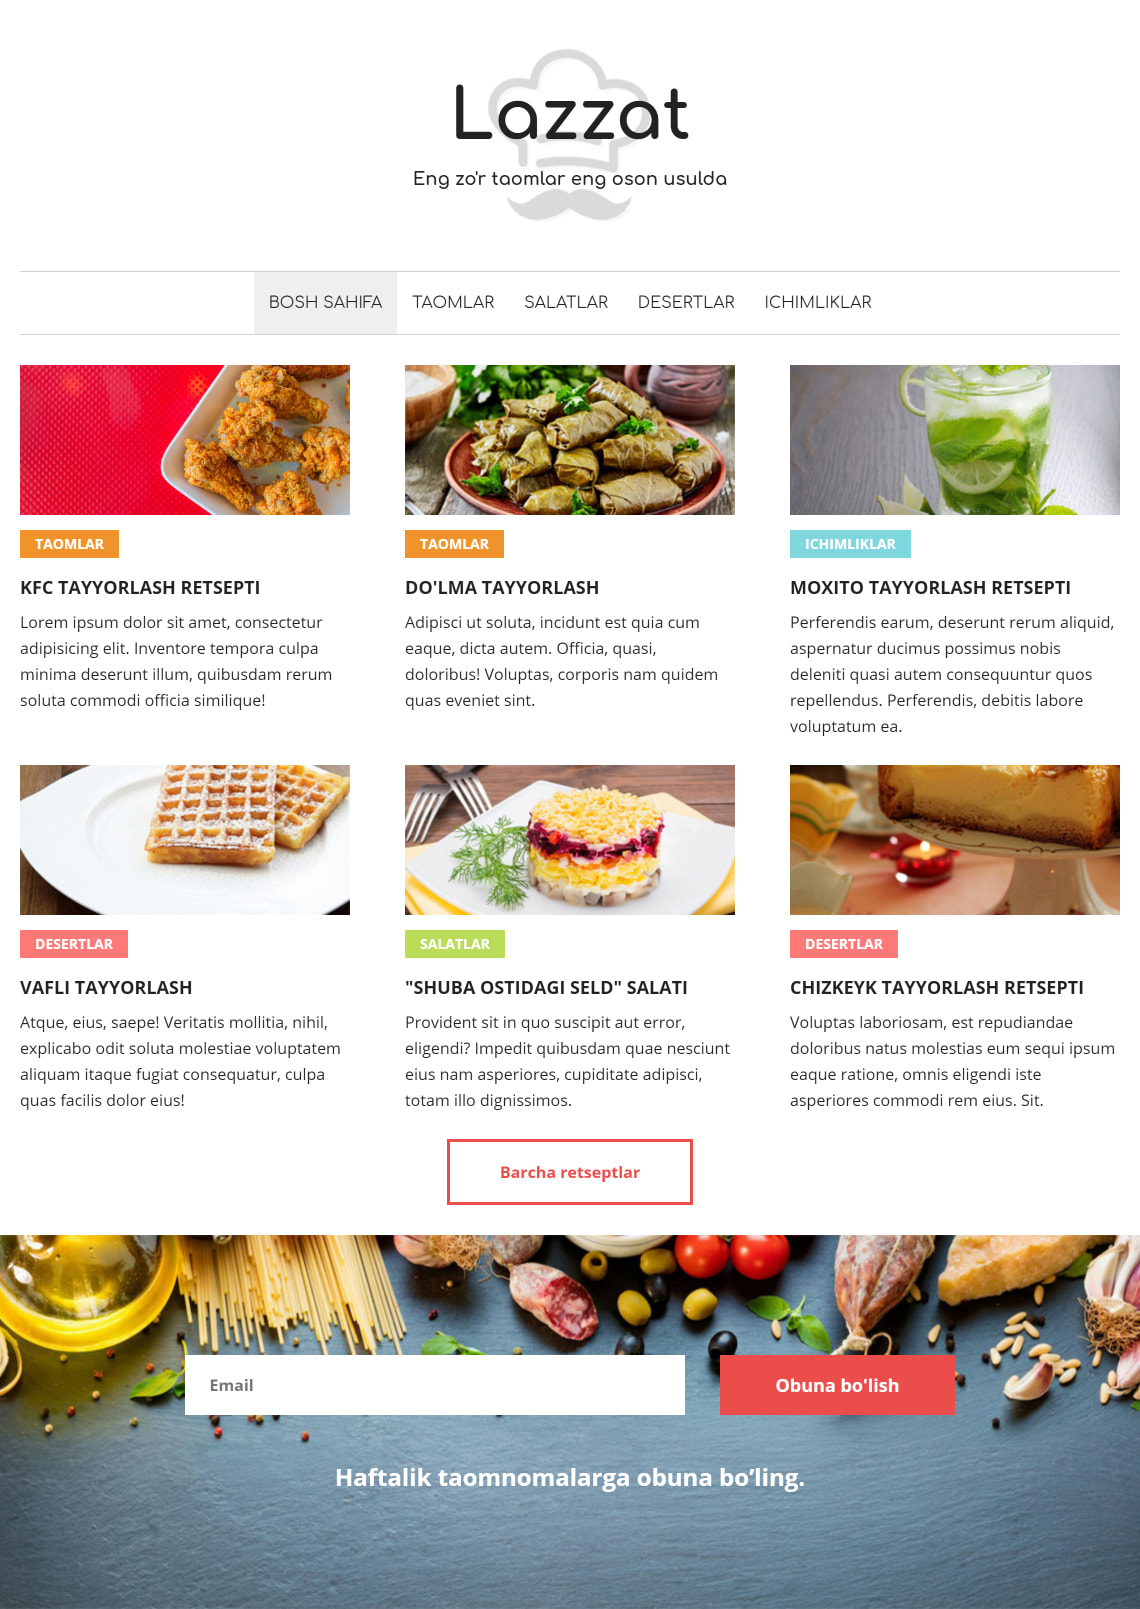 Lazzat
Eng zo'r taomlar eng oson usulda
BOSH SAHIFA TAOMLAR SALATLAR DESERTLAR ICHIMLIKLAR
TAOMLAR
KFC TAYYORLASH RETSEPTI
Lorem ipsum dolor sit amet, consectetur
adipisicing elit. Inventore tempora culpa
minima deserunt illum, quibusdam rerum
soluta commodi officia similique!
TAOMLAR
DO'LMA TAYYORLASH
Adipisci ut soluta, incidunt est quia cum
eaque, dicta autem. Officia, quasi,
doloribus! Voluptas, corporis nam quidem
quas eveniet sint.
ICHIMLIKLAR
MOXITO TAYYORLASH RETSEPTI
Perferendis earum, deserunt rerum aliquid,
aspernatur ducimus possimus nobis
deleniti quasi autem consequuntur quos
repellendus. Perferendis, debitis labore
voluptatum ea.
DESERTLAR
VAFLI TAYYORLASH
Atque, eius, saepe! Veritatis mollitia, nihil,
explicabo odit soluta molestiae voluptatem
aliquam itaque fugiat consequatur, culpa
quas facilis dolor eius!
SALATLAR
"SHUBA OSTIDAGI SELD" SALATI
Provident sit in quo suscipit aut error,
eligendi? Impedit quibusdam quae nesciunt
eius nam asperiores, cupiditate adipisci,
totam illo dignissimos.
DESERTLAR
CHIZKEYK TAYYORLASH RETSEPTI
Voluptas laboriosam, est repudiandae
doloribus natus molestias eum sequi ipsum
eaque ratione, omnis eligendi iste
asperiores commodi rem eius. Sit.
Barcha retseptlar
Email
Obuna bo'lish
Haftalik taomnomalarga obuna bo’ling.